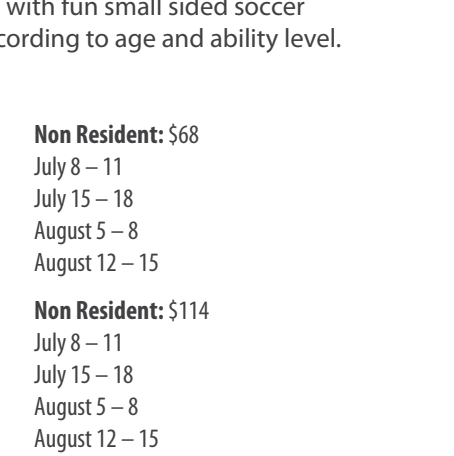 with fun small sided soccer
cording to age and ability level.
Non Resident: $68
July 8 – 11
July 15 – 18
August 5 – 8
August 12 – 15
Non Resident: $114
July 8 – 11
July 15 – 18
August 5 – 8
August 12 – 15